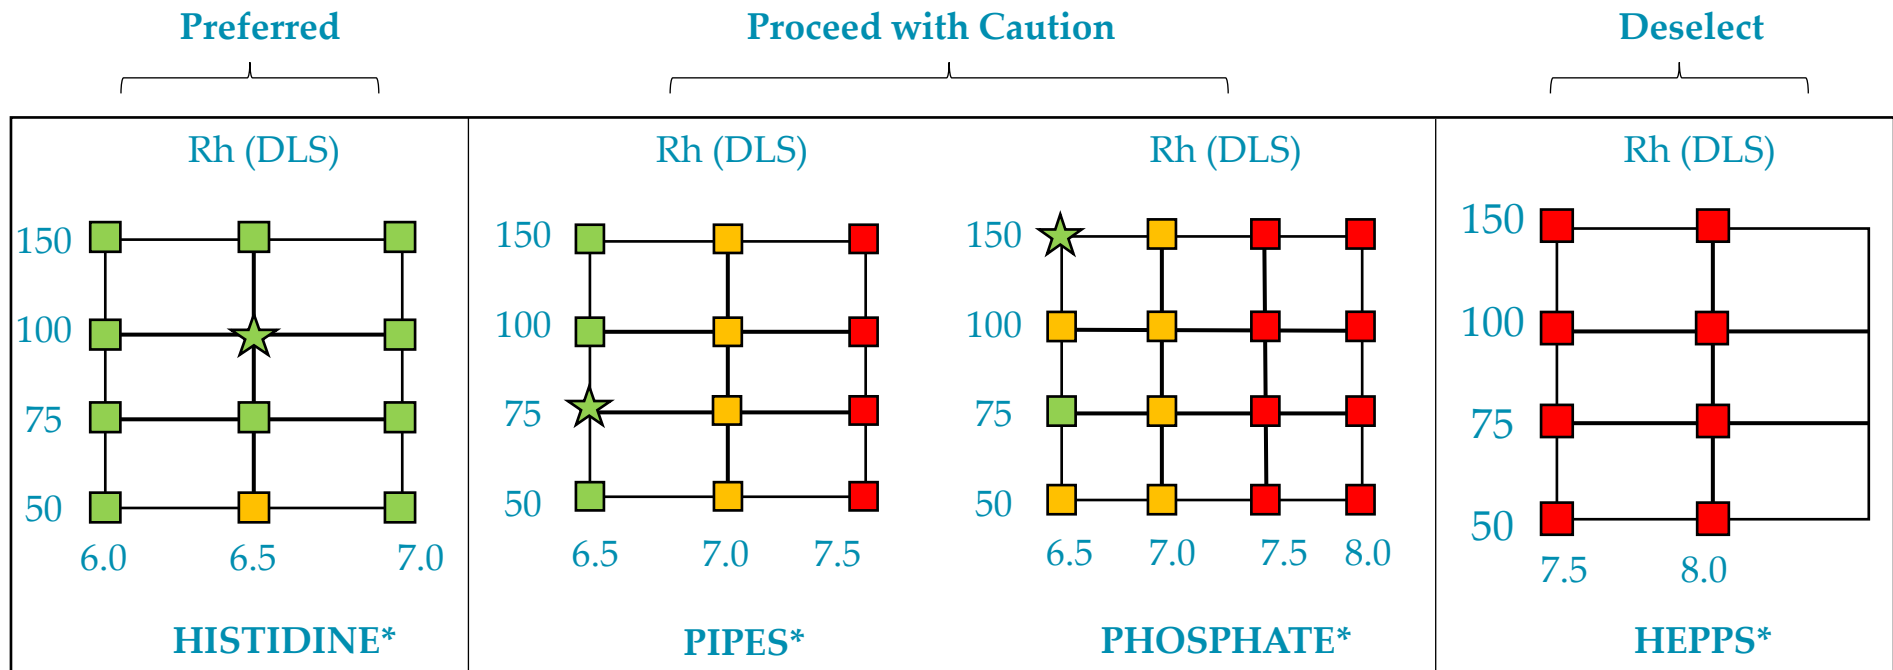 Preferred
Proceed with Caution
Deselect
Rh (DLS)
150
100
75
50
6.0 6.5 7.0
HISTIDINE*
Rh (DLS)
150
100
75
50
6.5 7.0 7.5
PIPES*
Rh (DLS)
150
100
75
50
6.5 7.0 7.5 8.0
PHOSPHATE*
Rh (DLS)
150
100
75
50
7.5 8.0
HEPPS*